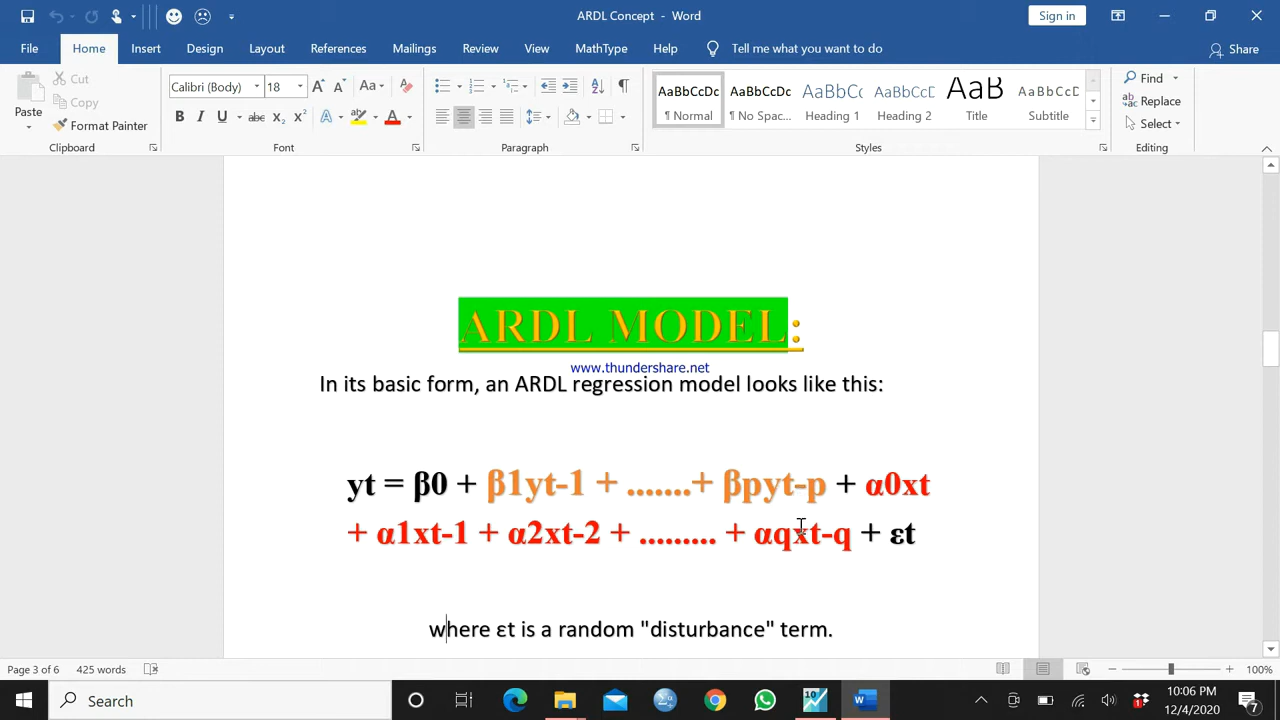 ARDL Concept - Word
Sign in
File Home Insert Design Layout References Mailings Review View MathType Help Tell me what you want to do Share
Paste
Cut
Copy
Format Painter
Clipboard
Calibri (Body) 18
Font
Paragraph
AaBbCcDc AaBbCcDc AaBbCc AaBbCcD AaB AaBbCcD
¶ Normal ¶ No Spac... Heading 1 Heading 2 Title Subtitle
Styles
Find
Replace
Select
Editing
ARDL MODEL:
www.thundershare.net
In its basic form, an ARDL regression model looks like this:
yt = β0 + β1yt-1 + .......+ βpyt-p + α0xt
+ α1xt-1 + α2xt-2 + ......... + αqxt-q + εt
where εt is a random "disturbance" term.
Page 3 of 6 425 words 100%
Search
10:06 PM
12/4/2020
7